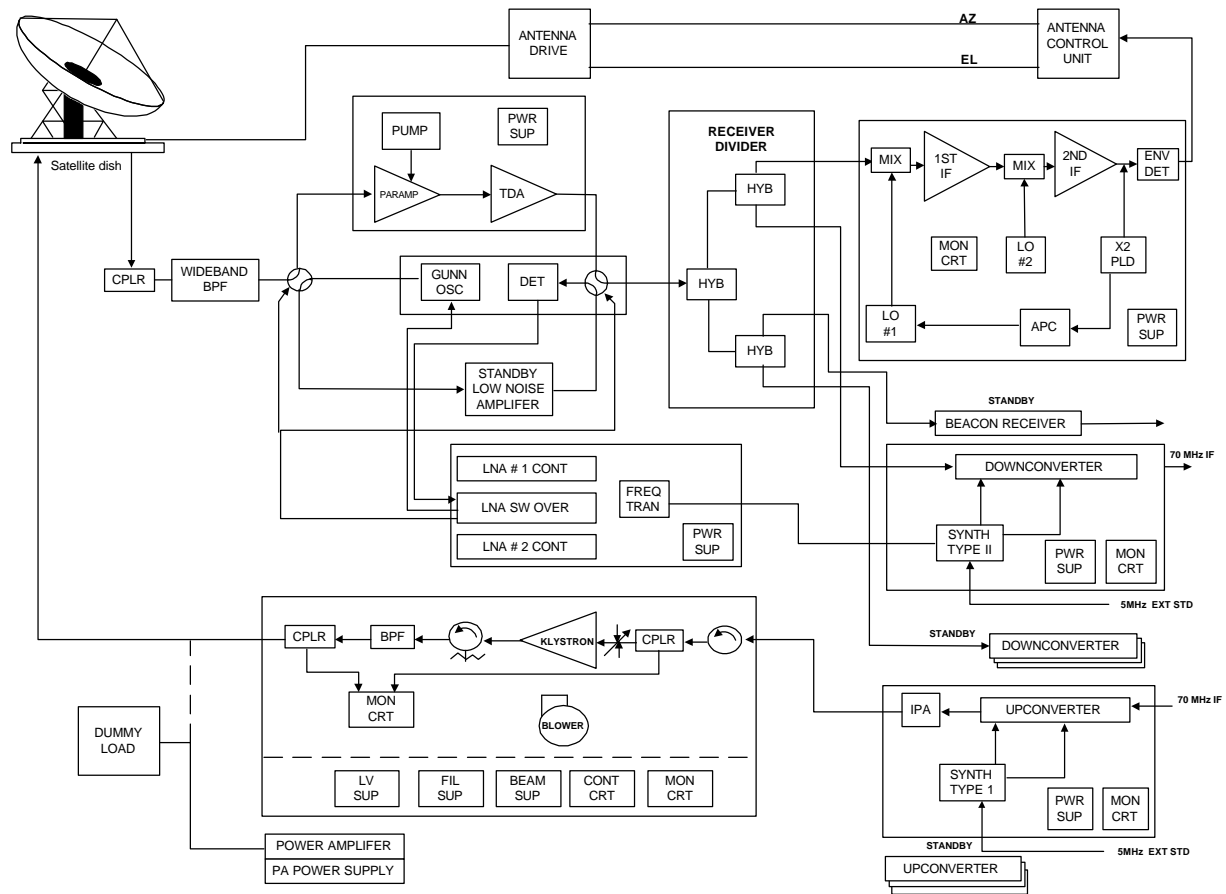 ANTENNA
DRIVE
AZ
EL
ANTENNA
CONTROL
UNIT
Satellite dish
PUMP
PWR
SUP
PARAMP
TDA
RECEIVER
DIVIDER
HYB
HYB
HYB
MIX
1ST
IF
MIX
2ND
IF
ENV
DET
MON
CRT
LO
#2
X2
PLD
LO
#1
APC
PWR
SUP
CPLR
WIDEBAND
BPF
GUNN
OSC
DET
STANDBY
LOW NOISE
AMPLIFER
STANDBY
BEACON RECEIVER
LNA # 1 CONT
LNA SW OVER
LNA # 2 CONT
FREQ
TRAN
PWR
SUP
70 MHz IF
DOWNCONVERTER
SYNTH
TYPE II
PWR
SUP
MON
CRT
5MHz EXT STD
STANDBY
DOWNCONVERTER
CPLR
BPF
KLYSTRON
CPLR
MON
CRT
BLOWER
LV
SUP
FIL
SUP
BEAM
SUP
CONT
CRT
MON
CRT
DUMMY
LOAD
POWER AMPLIFER
PA POWER SUPPLY
IPA
UPCONVERTER
70 MHz IF
SYNTH
TYPE 1
PWR
SUP
MON
CRT
STANDBY
5MHz EXT STD
UPCONVERTER